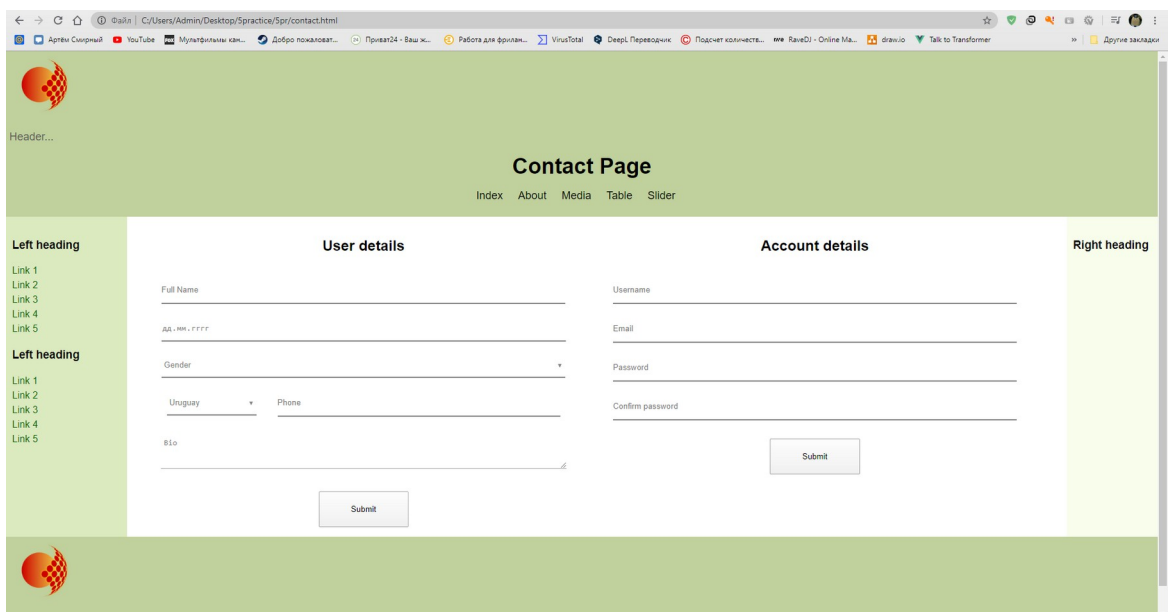 Файл | C:/Users/Admin/Desktop/5practice/5pr/contact.html
Артём Смирный YouTube Мультфильмы кан... Добро пожаловат... Приват24 - Ваш ж... Работа для фрилан... VirusTotal DeepL Переводчик Подсчет количеств... RaveDJ - Online Ma... draw.io Talk to Transformer » Другие закладки
Header...
Contact Page
Index About Media Table Slider
Left heading
Link 1
Link 2
Link 3
Link 4
Link 5
Left heading
Link 1
Link 2
Link 3
Link 4
Link 5
User details
Full Name
дд.мм.гггг
Gender
Uruguay Phone
Bio
Submit
Account details
Username
Email
Password
Confirm password
Submit
Right heading